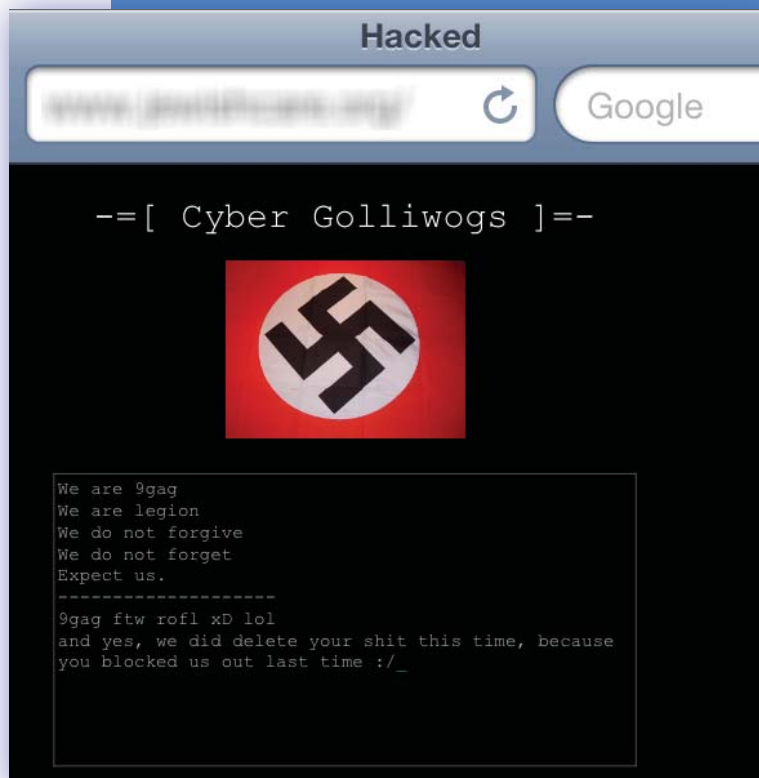 Hacked
Google
-=[ Cyber Golliwogs ]=-
We are 9gag
We are legion
We do not forgive
We do not forget
Expect us.
--------------------
9gag ftw rofl xD lol
and yes, we did delete your shit this time, because
you blocked us out last time :/_